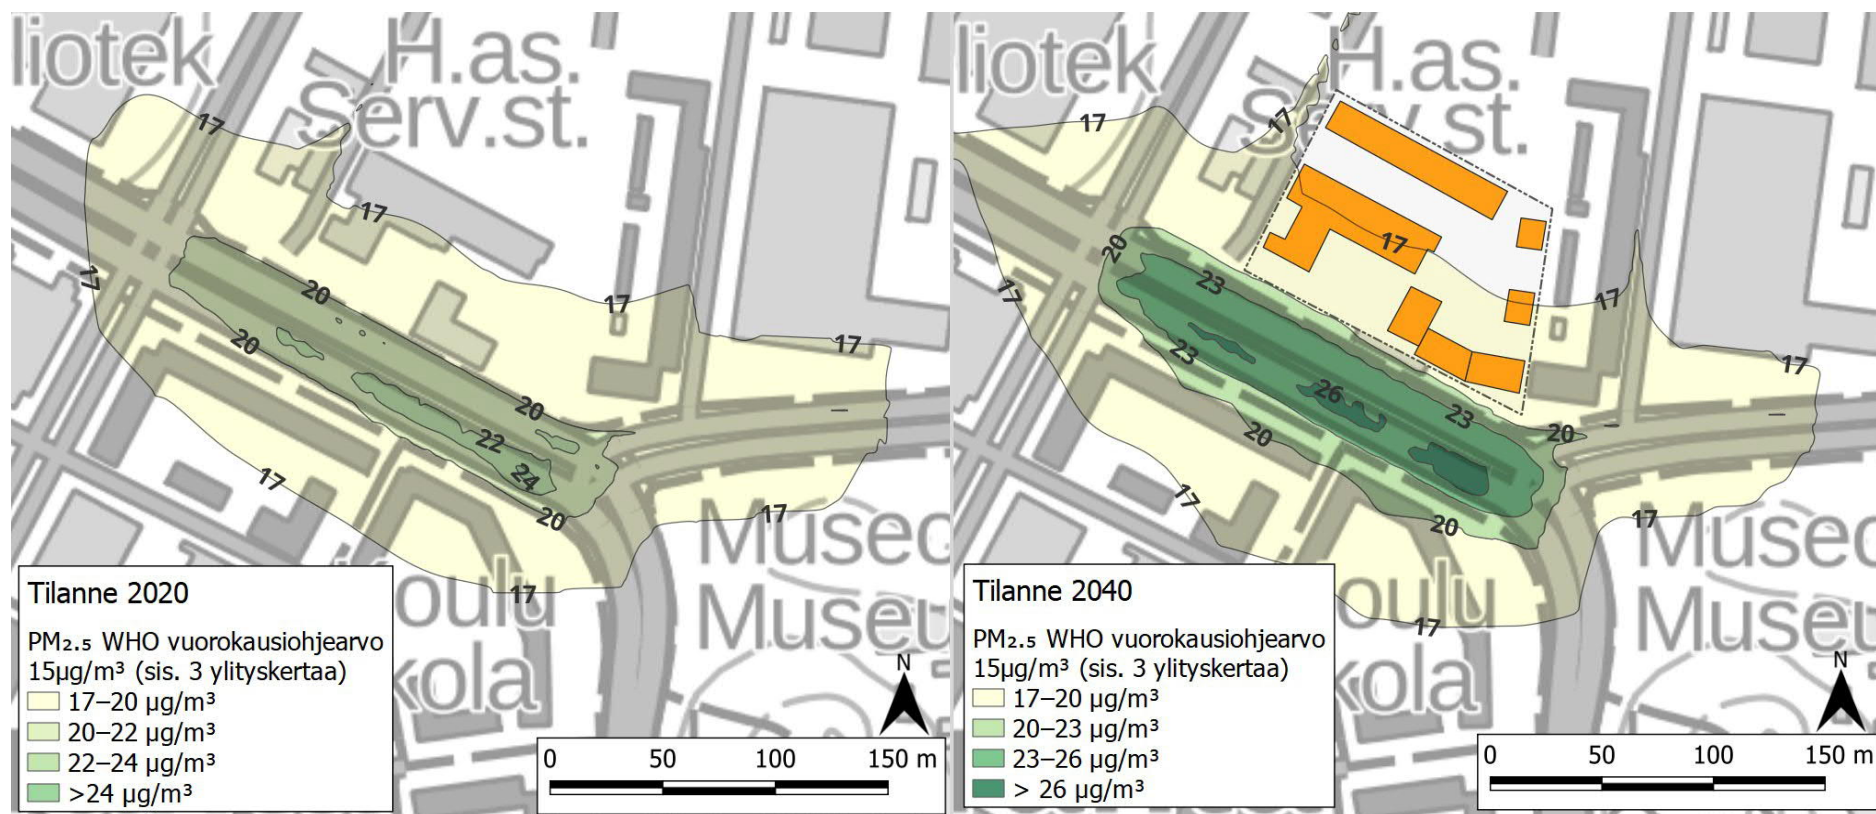 liotek
H.as.
Serv.st.
17
17
17
17
17
20
20
20
22
24
20
17
17
17
Museo
Museu
koulu
kola
Tilanne 2020
PM₂.₅ WHO vuorokausiohjearvo
15µg/m³ (sis. 3 ylityskertaa)
17–20 µg/m³
20–22 µg/m³
22–24 µg/m³
>24 µg/m³
N
0 50 100 150 m
liotek
H.as.
Serv.st.
17
17
17
17
17
17
20
23
23
26
23
20
20
20
17
17
17
Museo
Museu
oulu
kola
Tilanne 2040
PM₂.₅ WHO vuorokausiohjearvo
15µg/m³ (sis. 3 ylityskertaa)
17–20 µg/m³
20–23 µg/m³
23–26 µg/m³
> 26 µg/m³
N
0 50 100 150 m